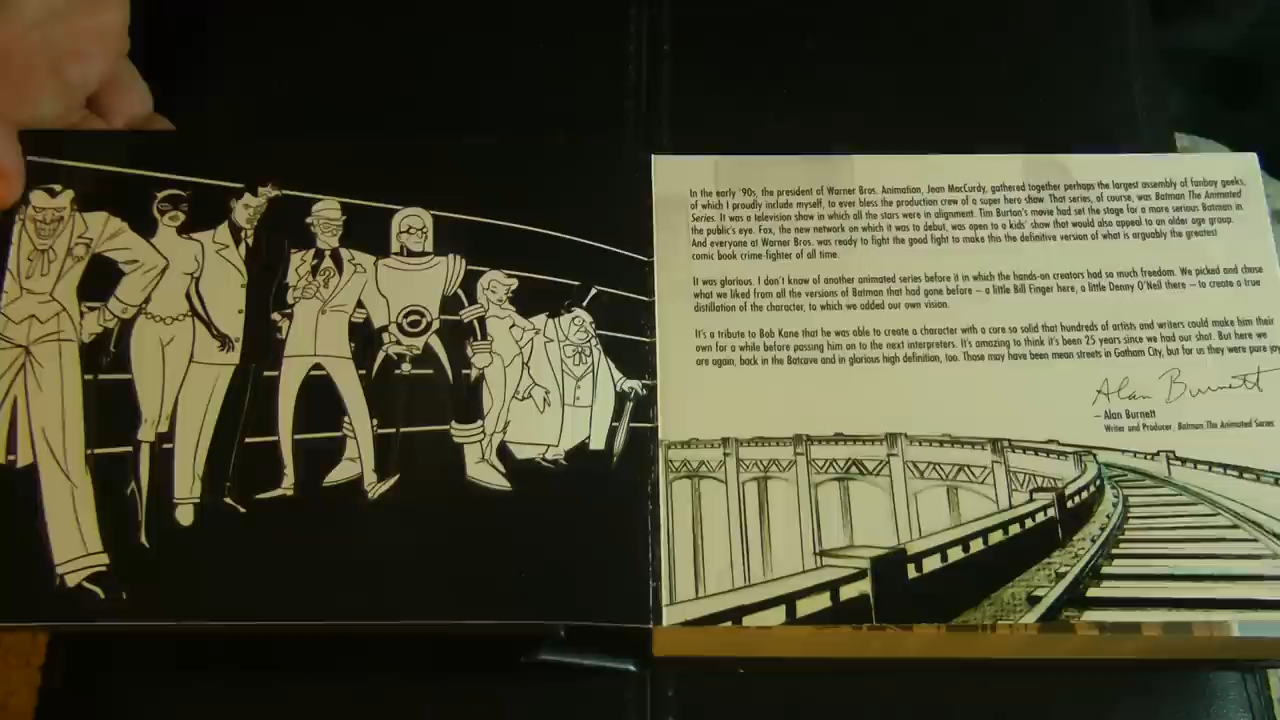 ?
In the early '90s, the president of Warner Bros. Animation, Jean MacCurdy, gathered together perhaps the largest assembly of fanboy geeks,
of which I proudly include myself, to ever bless the production crew of a super hero show. That series, of course, was Batman The Animated
Series. It was a television show in which all the stars were in alignment. Tim Burton's movie had set the stage for a more serious Batman in
the public's eye. Fox, the new network on which it was to debut, was open to a kids' show that would also appeal to an older age group.
And everyone at Warner Bros. was ready to fight the good fight to make this the definitive version of what is arguably the greatest
comic book crime-fighter of all time.
It was glorious. I don't know of another animated series before it in which the hands-on creators had so much freedom. We picked and chose
what we liked from all the versions of Batman that had gone before – a little Bill Finger here, a little Denny O'Neil there – to create a true
distillation of the character, to which we added our own vision.
It's a tribute to Bob Kane that he was able to create a character with a core so solid that hundreds of artists and writers could make him their
own for a while before passing him on to the next interpreters. It's amazing to think it's been 25 years since we had our shot. But here we
are again, back in the Batcave and in glorious high definition, too. Those may have been mean streets in Gotham City, but for us they were pure joy
Alan Burnett
– Alan Burnett
Writer and Producer, Batman The Animated Series